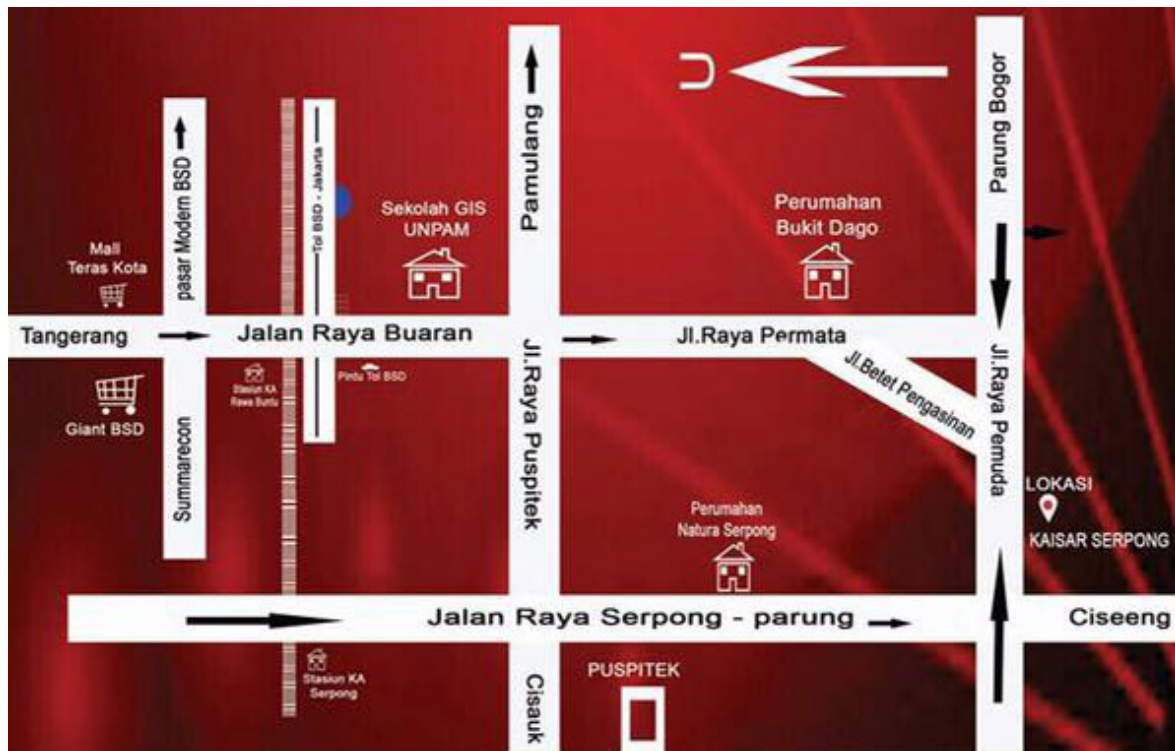 U
Parung Bogor
Pamulang
pasar Modern BSD
Tol BSD - Jakarta
Sekolah GIS
UNPAM
Perumahan
Bukit Dago
Mall
Teras Kota
Tangerang
Jalan Raya Buaran
Jl.Raya Permata
Jl.Betet Pengasinan
Jl.Raya Puspitek
Jl.Raya Pemuda
Stasiun KA
Rawa Buntu
Pintu Tol BSD
Giant BSD
Summarecon
LOKASI
KAISAR SERPONG
Perumahan
Natura Serpong
Jalan Raya Serpong - parung
Ciseeng
Stasiun KA
Serpong
Cisauk
PUSPITEK